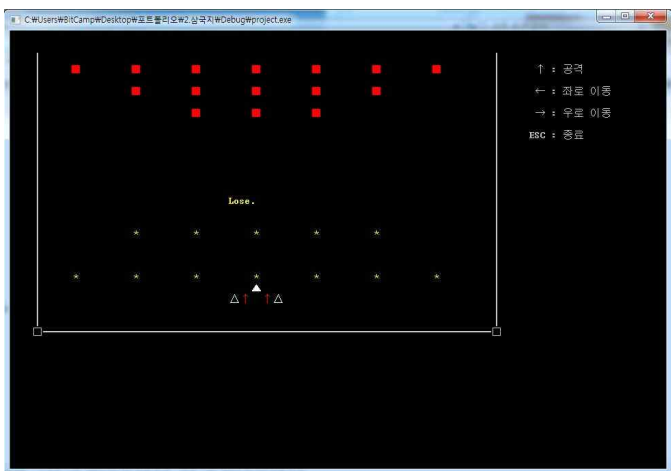 C:₩Users₩BitCamp₩Desktop₩포트폴리오₩2.삼국지₩Debug₩project.exe
↑ : 공격
← : 좌로 이동
→ : 우로 이동
ESC : 종료
Lose.